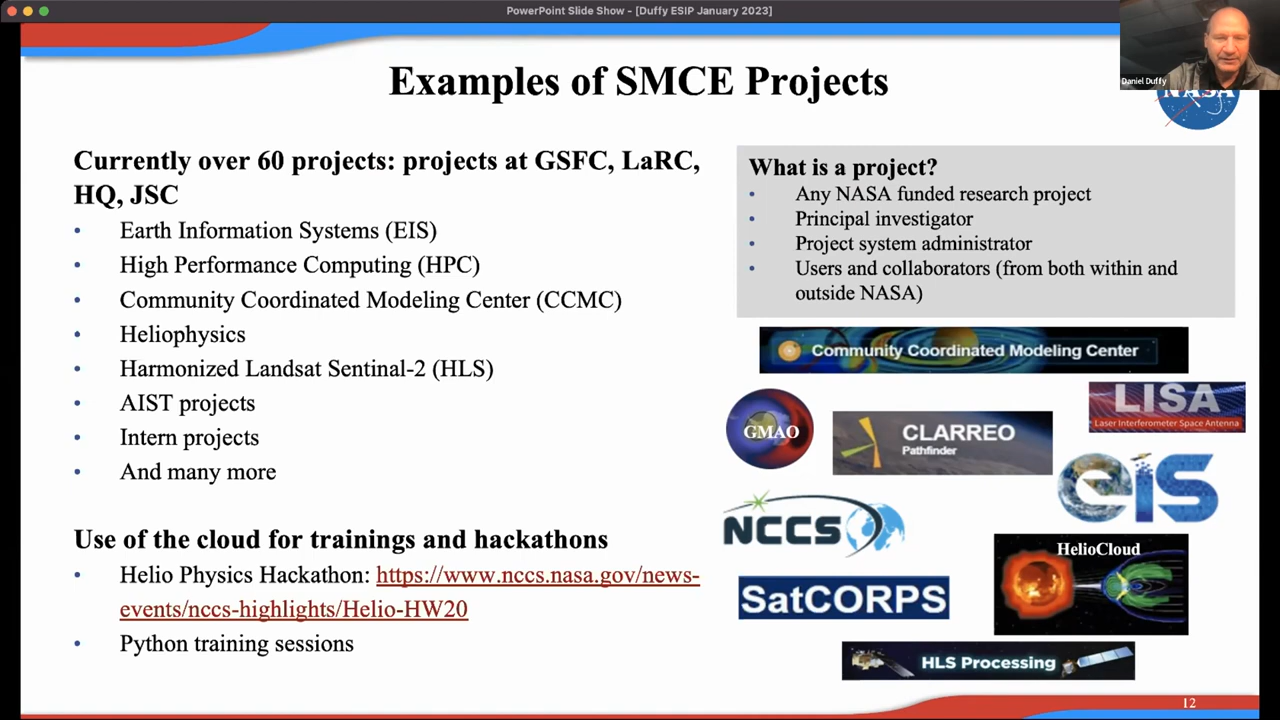 PowerPoint Slide Show - [Duffy ESIP January 2023]
Daniel Duffy
NASA
Examples of SMCE Projects
Currently over 60 projects: projects at GSFC, LaRC,
HQ, JSC
• Earth Information Systems (EIS)
• High Performance Computing (HPC)
• Community Coordinated Modeling Center (CCMC)
• Heliophysics
• Harmonized Landsat Sentinal-2 (HLS)
• AIST projects
• Intern projects
• And many more
Use of the cloud for trainings and hackathons
• Helio Physics Hackathon: https://www.nccs.nasa.gov/news-
events/nccs-highlights/Helio-HW20
• Python training sessions
What is a project?
• Any NASA funded research project
• Principal investigator
• Project system administrator
• Users and collaborators (from both within and
outside NASA)
Community Coordinated Modeling Center
GMAO
CLARREO
Pathfinder
LISA
Laser Interferometer Space Antenna
eis
NCCS
HelioCloud
SatCORPS
HLS Processing
12